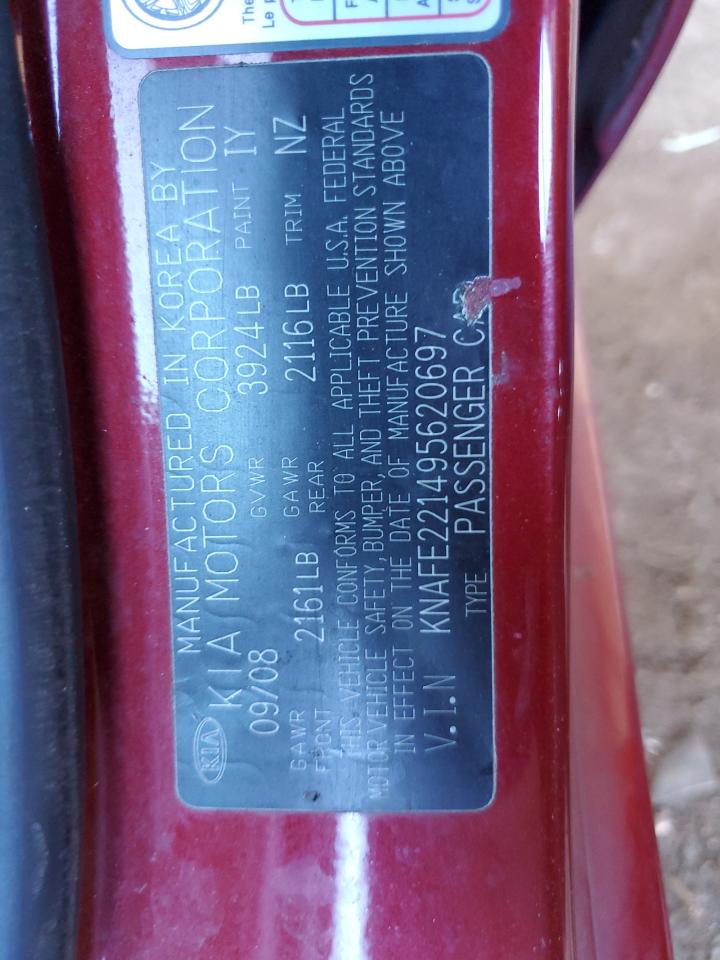 KIA
MANUFACTURED IN KOREA BY
KIA MOTORS CORPORATION
09/08 GVWR 3924LB PAINT IY
GAWR FRONT 2161LB GAWR REAR 2116LB TRIM NZ
THIS VEHICLE CONFORMS TO ALL APPLICABLE U.S.A. FEDERAL
MOTOR VEHICLE SAFETY, BUMPER, AND THEFT PREVENTION STANDARDS
IN EFFECT ON THE DATE OF MANUFACTURE SHOWN ABOVE
V.I.N KNAFE221495620697
TYPE PASSENGER CAR
The
Le p